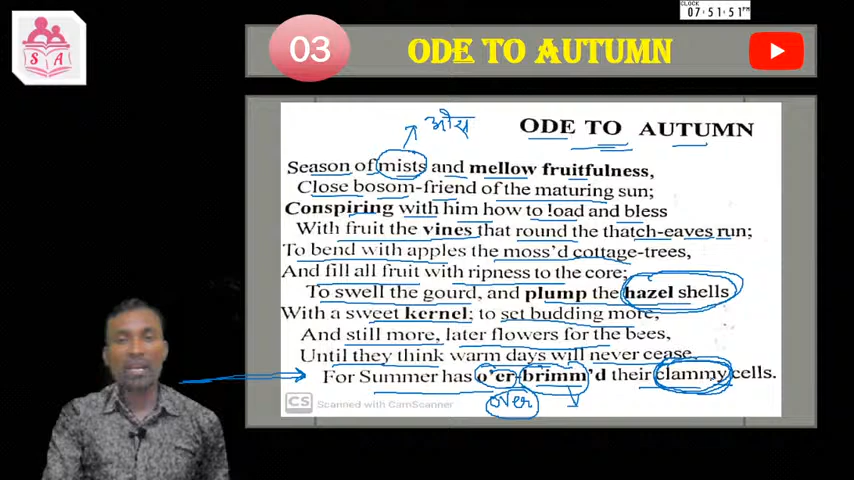 CLOCK
07:51:51PM
SA
03
ODE TO AUTUMN
ओस
ODE TO AUTUMN
Season of mists and mellow fruitfulness,
Close bosom-friend of the maturing sun;
Conspiring with him how to load and bless
With fruit the vines that round the thatch-eaves run;
To bend with apples the moss'd cottage-trees,
And fill all fruit with ripness to the core;
To swell the gourd, and plump the hazel shells
With a sweet kernel; to set budding more,
And still more, later flowers for the bees,
Until they think warm days will never cease,
For Summer has o'er-brimm'd their clammy cells.
over
CS Scanned with CamScanner